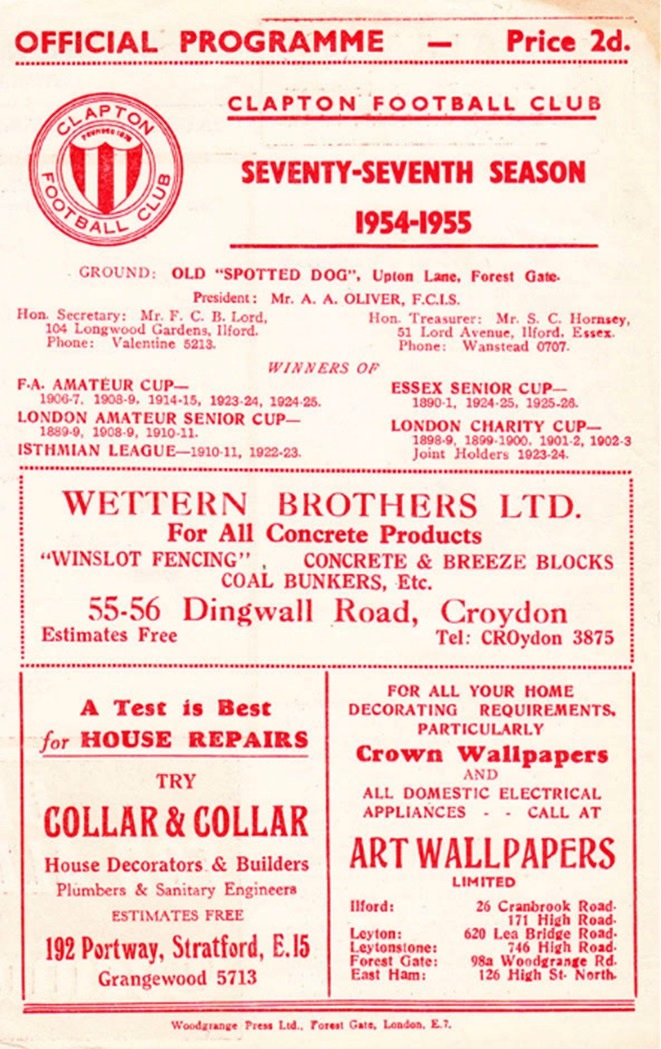 OFFICIAL PROGRAMME — Price 2d.
CLAPTON FOOTBALL CLUB
CLAPTON
FOUNDED 1878
FOOTBALL CLUB
SEVENTY-SEVENTH SEASON
1954-1955
GROUND: OLD "SPOTTED DOG", Upton Lane, Forest Gate.
President: Mr. A. A. OLIVER, F.C.I.S.
Hon. Secretary: Mr. F. C. B. Lord,
104 Longwood Gardens, Ilford.
Phone: Valentine 5213.
Hon. Treasurer: Mr. S. C. Hornsey,
51 Lord Avenue, Ilford, Essex.
Phone: Wanstead 0707.
WINNERS OF
F.A. AMATEUR CUP—
1906-7, 1908-9, 1914-15, 1923-24, 1924-25.
LONDON AMATEUR SENIOR CUP—
1889-9, 1908-9, 1910-11.
ISTHMIAN LEAGUE—1910-11, 1922-23.
ESSEX SENIOR CUP—
1890-1, 1924-25, 1925-26.
LONDON CHARITY CUP—
1898-9, 1899-1900, 1901-2, 1902-3
Joint Holders 1923-24.
WETTERN BROTHERS LTD.
For All Concrete Products
"WINSLOT FENCING", CONCRETE & BREEZE BLOCKS
COAL BUNKERS, Etc.
55-56 Dingwall Road, Croydon
Estimates Free Tel: CROydon 3875
A Test is Best
for HOUSE REPAIRS
TRY
COLLAR & COLLAR
House Decorators & Builders
Plumbers & Sanitary Engineers
ESTIMATES FREE
192 Portway, Stratford, E.15
Grangewood 5713
FOR ALL YOUR HOME
DECORATING REQUIREMENTS,
PARTICULARLY
Crown Wallpapers
AND
ALL DOMESTIC ELECTRICAL
APPLIANCES - - CALL AT
ART WALLPAPERS
LIMITED
Ilford: 26 Cranbrook Road.
171 High Road.
Leyton: 620 Lea Bridge Road.
Leytonstone: 746 High Road.
Forest Gate: 98a Woodgrange Rd.
East Ham: 126 High St. North.
Woodgrange Press Ltd., Forest Gate, London, E.7.